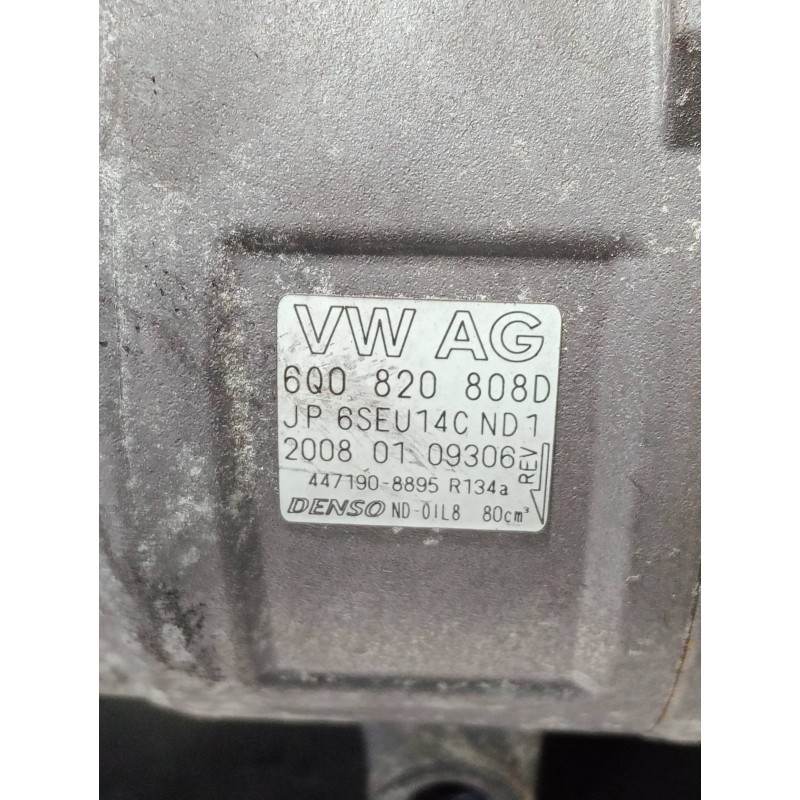 VW AG
6Q0 820 808D
JP 6SEU14C ND1
2008 01 09306
REV
447190-8895 R134a
DENSO ND-OIL8 80cm³